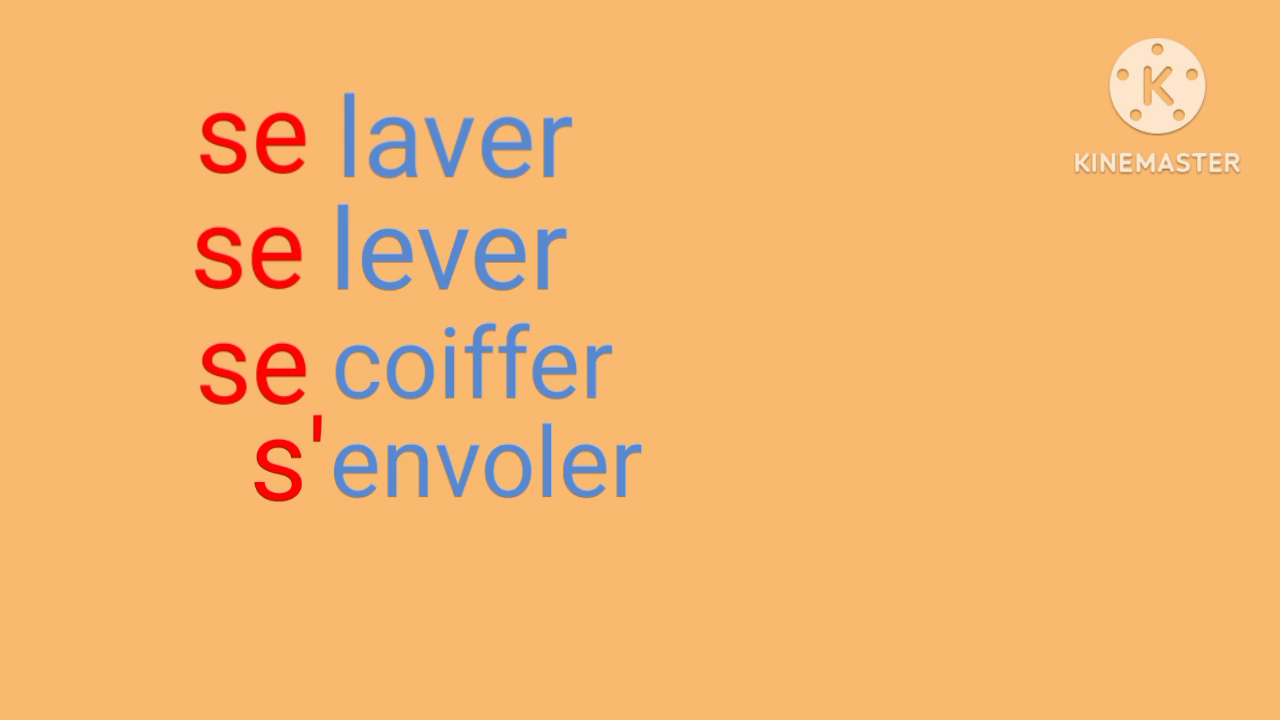 se laver
se lever
se coiffer
s'envoler
K
KINEMASTER